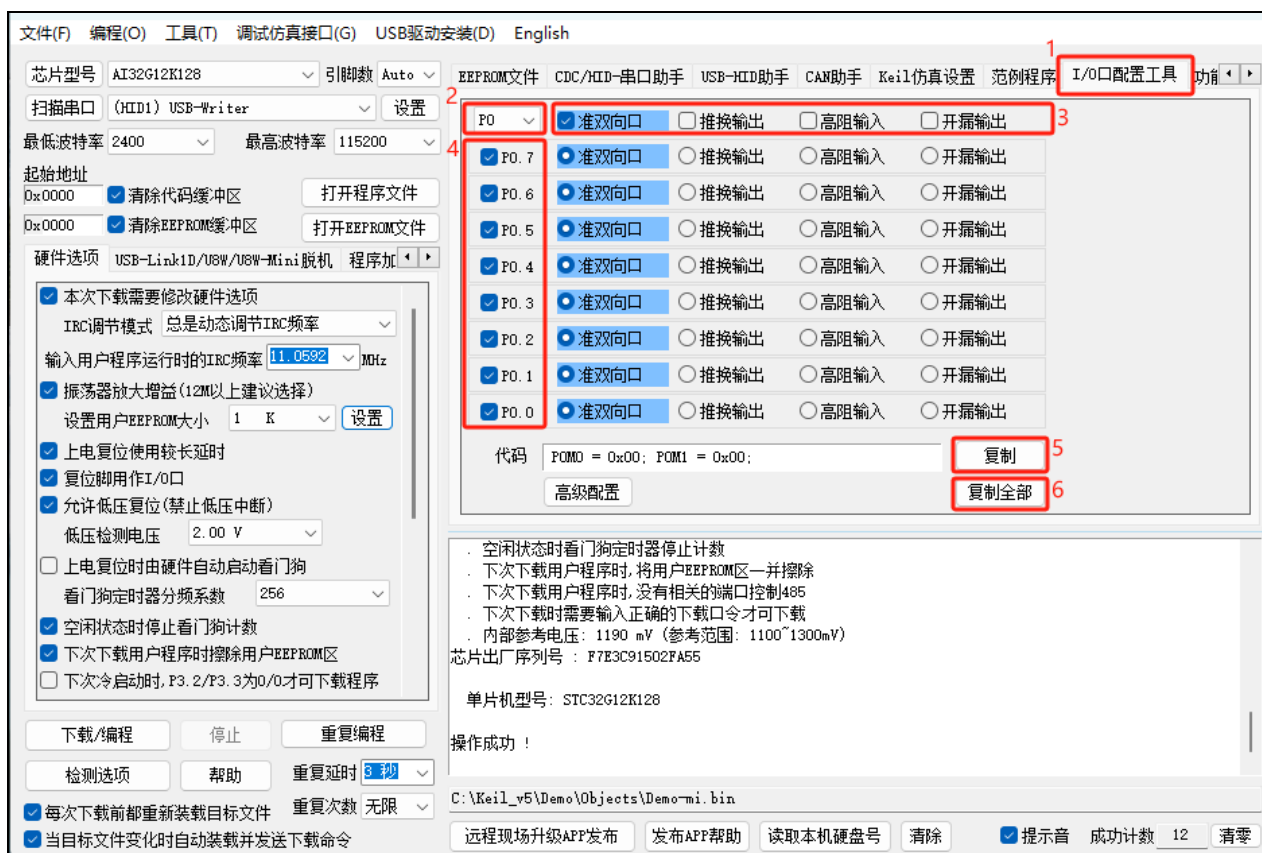 文件(F) 编程(O) 工具(T) 调试仿真接口(G) USB驱动安装(D) English
芯片型号 AI32G12K128 引脚数 Auto
扫描串口 (HID1) USB-Writer 设置
最低波特率 2400 最高波特率 115200
起始地址
0x0000 清除代码缓冲区 打开程序文件
0x0000 清除EEPROM缓冲区 打开EEPROM文件
硬件选项 USB-Link1D/U8W/U8W-Mini脱机 程序加
本次下载需要修改硬件选项
IRC调节模式 总是动态调节IRC频率
输入用户程序运行时的IRC频率 11.0592 MHz
振荡器放大增益(12M以上建议选择)
设置用户EEPROM大小 1 K 设置
上电复位使用较长延时
复位脚用作I/O口
允许低压复位(禁止低压中断)
低压检测电压 2.00 V
上电复位时由硬件自动启动看门狗
看门狗定时器分频系数 256
空闲状态时停止看门狗计数
下次下载用户程序时擦除用户EEPROM区
下次冷启动时,P3.2/P3.3为0/0才可下载程序
下载/编程 停止 重复编程
检测选项 帮助 重复延时 3 秒
每次下载前都重新装载目标文件 重复次数 无限
当目标文件变化时自动装载并发送下载命令
1
EEPROM文件 CDC/HID-串口助手 USB-HID助手 CAN助手 Keil仿真设置 范例程序 I/O口配置工具 功能
2 P0 准双向口 推挽输出 高阻输入 开漏输出 3
4 P0.7 准双向口 推挽输出 高阻输入 开漏输出
P0.6 准双向口 推挽输出 高阻输入 开漏输出
P0.5 准双向口 推挽输出 高阻输入 开漏输出
P0.4 准双向口 推挽输出 高阻输入 开漏输出
P0.3 准双向口 推挽输出 高阻输入 开漏输出
P0.2 准双向口 推挽输出 高阻输入 开漏输出
P0.1 准双向口 推挽输出 高阻输入 开漏输出
P0.0 准双向口 推挽输出 高阻输入 开漏输出
代码 P0M0 = 0x00; P0M1 = 0x00; 复制 5
高级配置 复制全部 6
. 空闲状态时看门狗定时器停止计数
. 下次下载用户程序时,将用户EEPROM区一并擦除
. 下次下载用户程序时,没有相关的端口控制485
. 下次下载时需要输入正确的下载口令才可下载
. 内部参考电压: 1190 mV (参考范围: 1100~1300mV)
芯片出厂序列号 : F7E3C91502FA55
单片机型号: STC32G12K128
操作成功 !
C:\Keil_v5\Demo\Objects\Demo-mi.bin
远程现场升级APP发布 发布APP帮助 读取本机硬盘号 清除 提示音 成功计数 12 清零